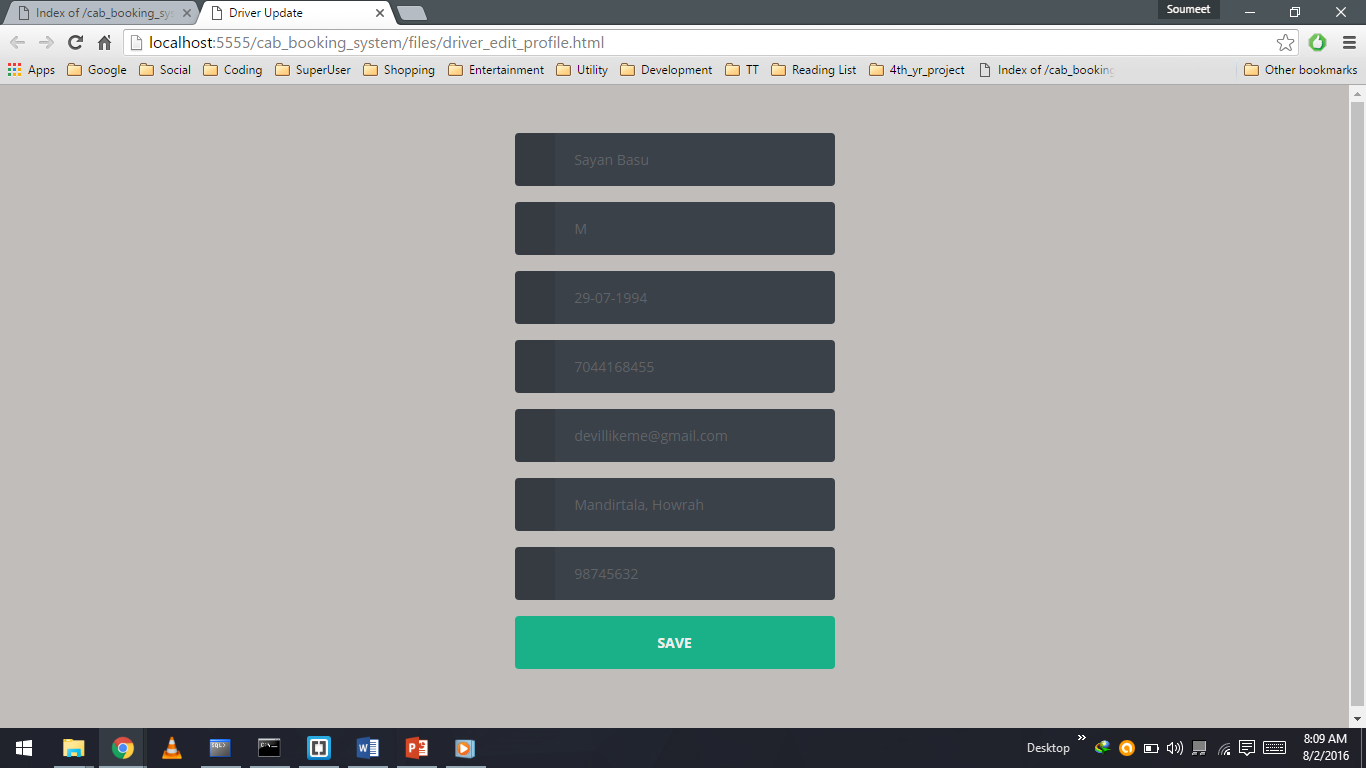 Index of /cab_booking_sy
Driver Update
Soumeet
localhost:5555/cab_booking_system/files/driver_edit_profile.html
Apps Google Social Coding SuperUser Shopping Entertainment Utility Development TT Reading List 4th_yr_project Index of /cab_booking Other bookmarks
Sayan Basu
M
29-07-1994
7044168455
devillikeme@gmail.com
Mandirtala, Howrah
98745632
SAVE
Desktop
8:09 AM
8/2/2016